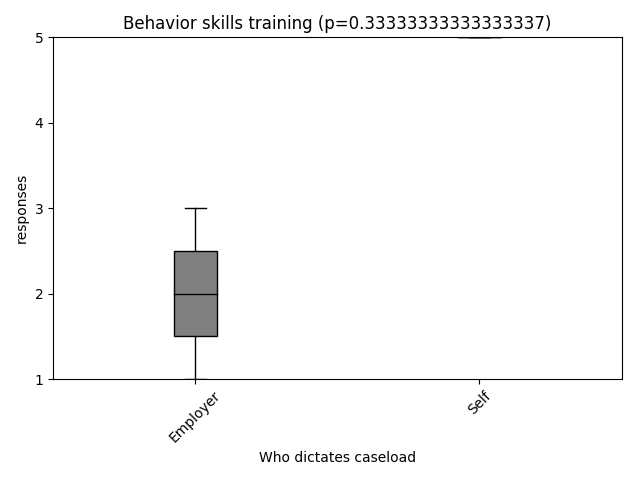 Behavior skills training (p=0.33333333333333337)
5
4
3
2
1
responses
Employer
Self
Who dictates caseload